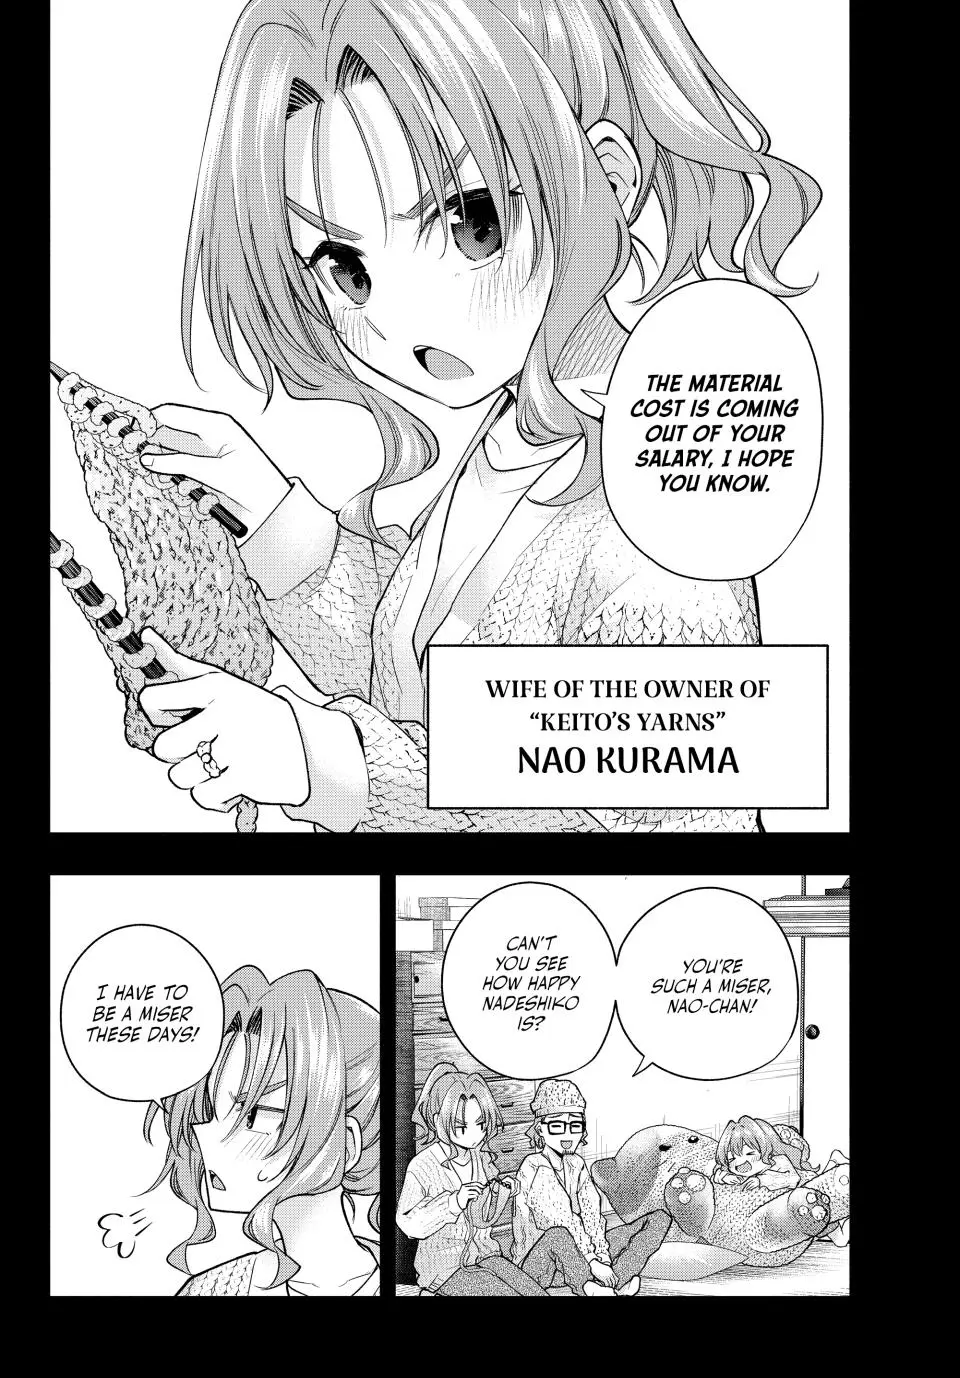 THE MATERIAL
COST IS COMING
OUT OF YOUR
SALARY, I HOPE
YOU KNOW.
WIFE OF THE OWNER OF
“KEITO’S YARNS”
NAO KURAMA
YOU’RE
SUCH A MISER,
NAO-CHAN!
CAN’T
YOU SEE
HOW HAPPY
NADESHIKO
IS?
I HAVE TO
BE A MISER
THESE DAYS!